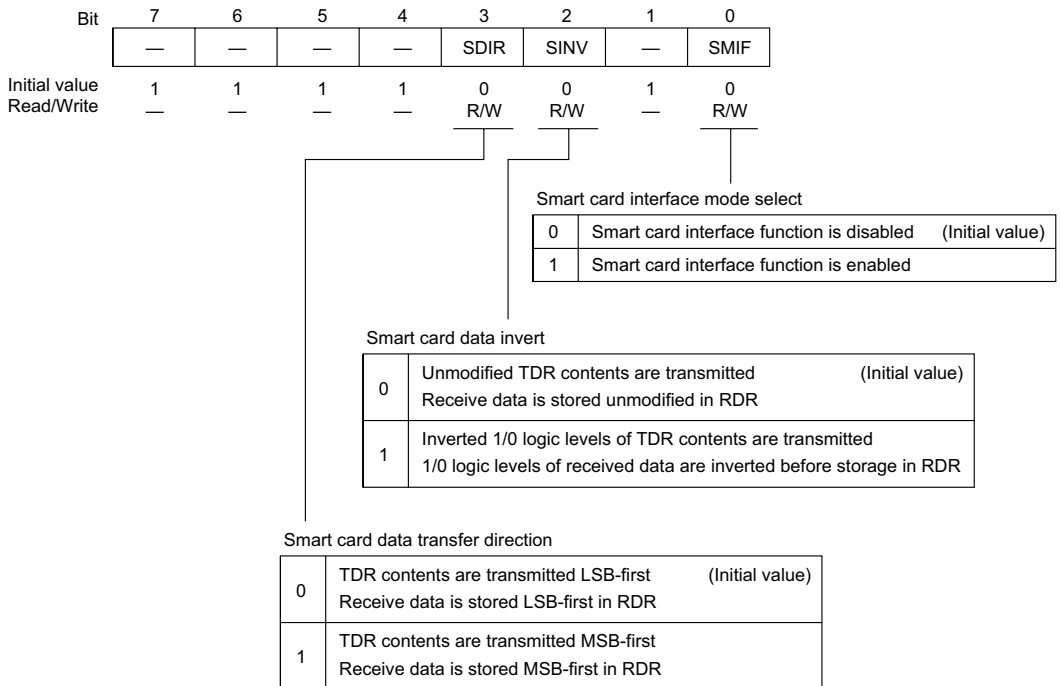 Bit 7 6 5 4 3 2 1 0
— — — — SDIR SINV — SMIF
Initial value 1 1 1 1 0 0 1 0
Read/Write — — — — R/W R/W — R/W
Smart card interface mode select
0 Smart card interface function is disabled (Initial value)
1 Smart card interface function is enabled
Smart card data invert
0 Unmodified TDR contents are transmitted (Initial value)
Receive data is stored unmodified in RDR
1 Inverted 1/0 logic levels of TDR contents are transmitted
1/0 logic levels of received data are inverted before storage in RDR
Smart card data transfer direction
0 TDR contents are transmitted LSB-first (Initial value)
Receive data is stored LSB-first in RDR
1 TDR contents are transmitted MSB-first
Receive data is stored MSB-first in RDR